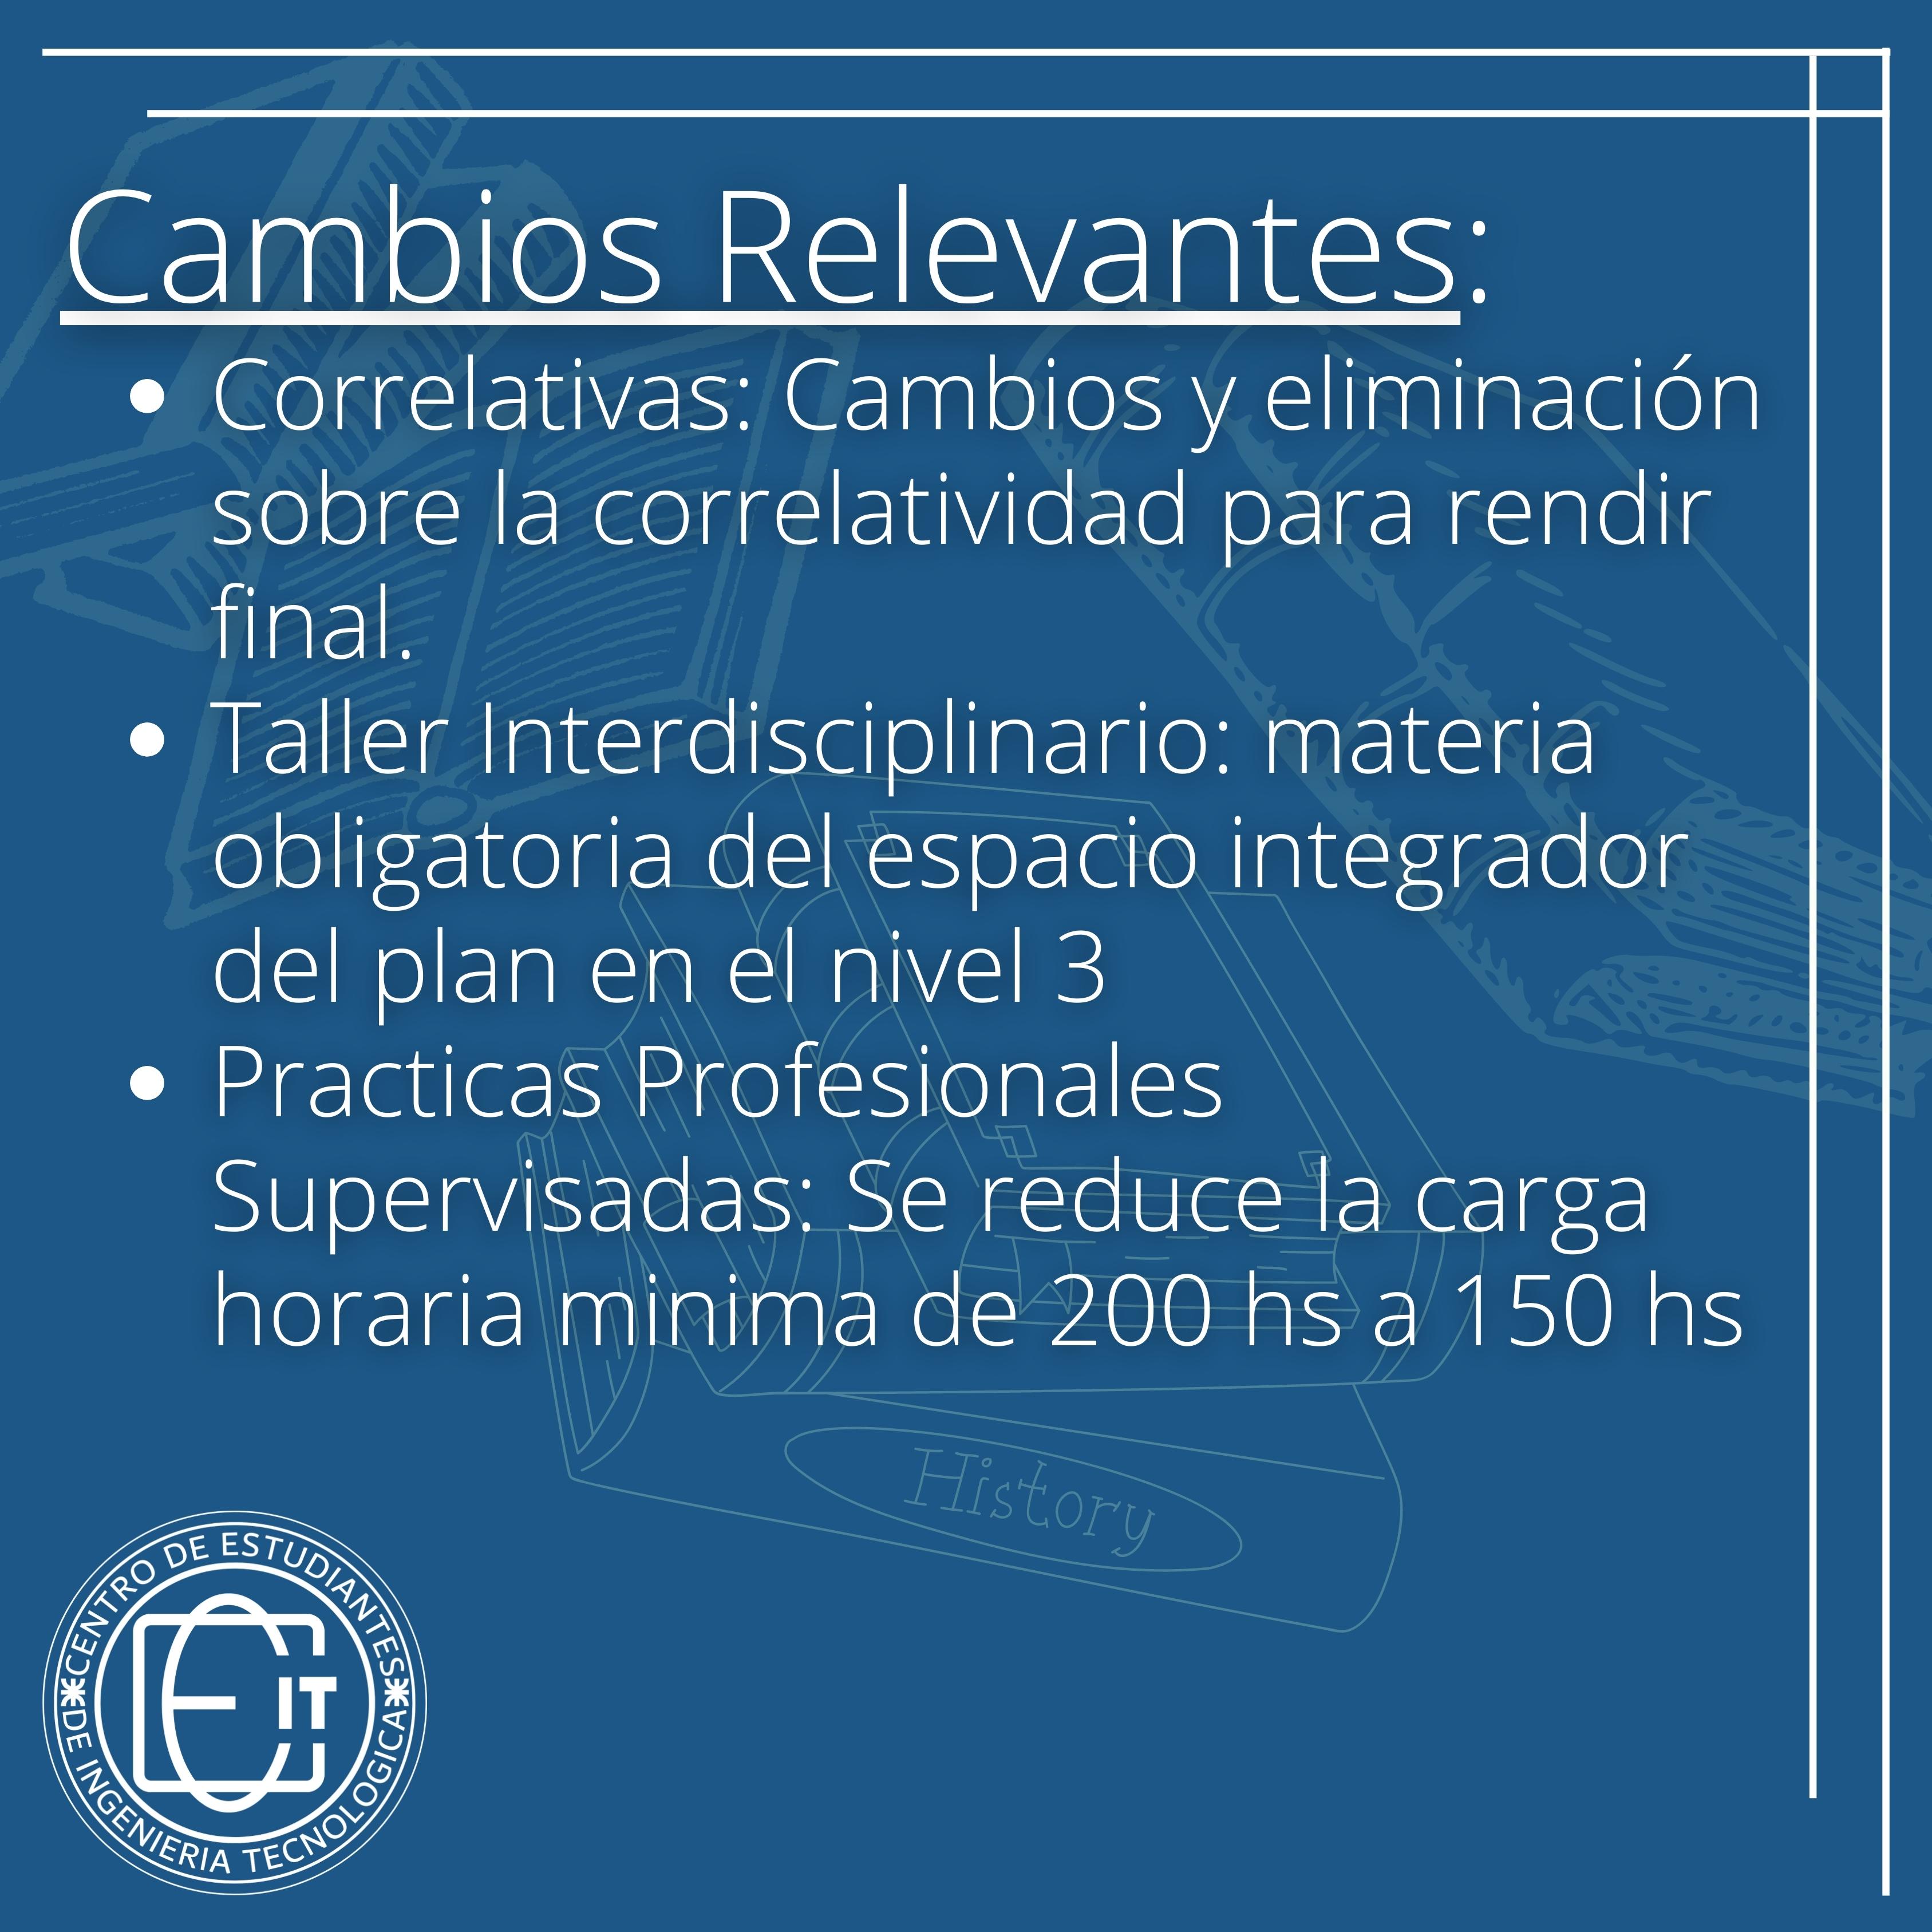 Cambios Relevantes:
• Correlativas: Cambios y eliminación
sobre la correlatividad para rendir
final.
• Taller Interdisciplinario: materia
obligatoria del espacio integrador
del plan en el nivel 3
• Practicas Profesionales
Supervisadas: Se reduce la carga
horaria minima de 200 hs a 150 hs
History
CENTRO DE ESTUDIANTES
CEIT
DE INGENIERIA TECNOLOGICA